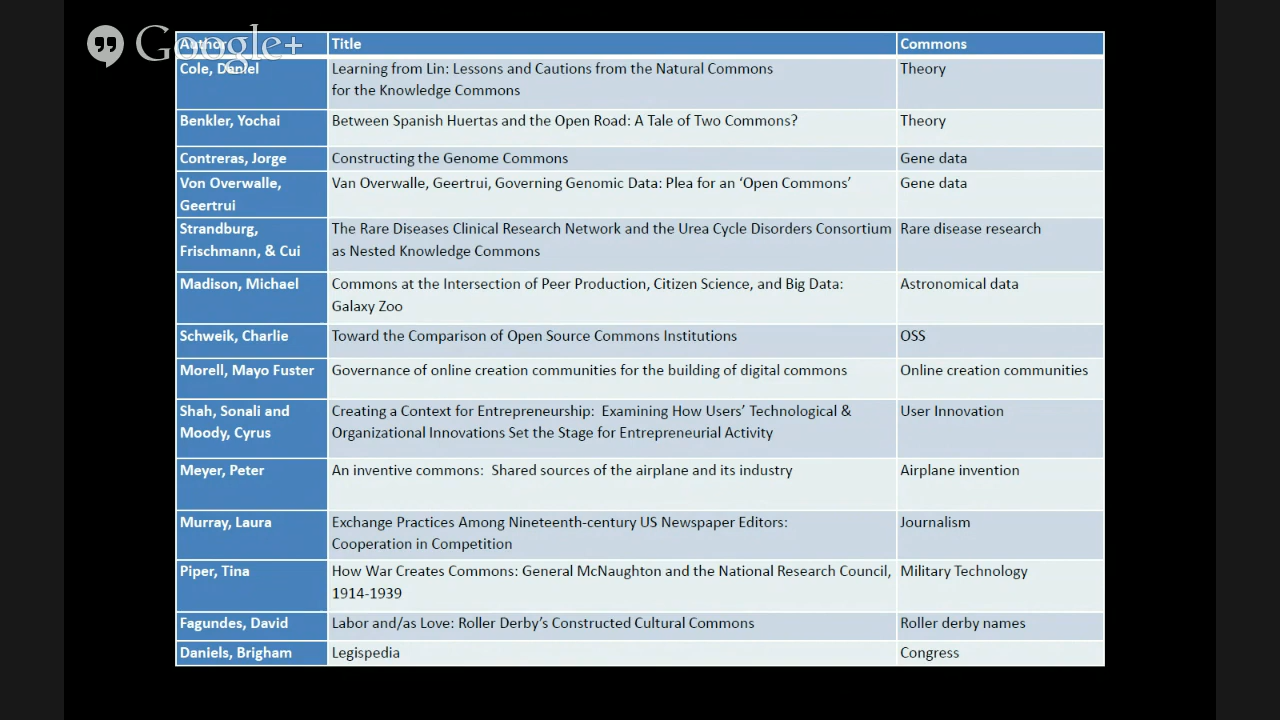 Google+
Author Title Commons
Cole, Daniel Learning from Lin: Lessons and Cautions from the Natural Commons Theory
for the Knowledge Commons
Benkler, Yochai Between Spanish Huertas and the Open Road: A Tale of Two Commons? Theory
Contreras, Jorge Constructing the Genome Commons Gene data
Von Overwalle, Van Overwalle, Geertrui, Governing Genomic Data: Plea for an ‘Open Commons’ Gene data
Geertrui
Strandburg, The Rare Diseases Clinical Research Network and the Urea Cycle Disorders Consortium Rare disease research
Frischmann, & Cui as Nested Knowledge Commons
Madison, Michael Commons at the Intersection of Peer Production, Citizen Science, and Big Data: Astronomical data
Galaxy Zoo
Schweik, Charlie Toward the Comparison of Open Source Commons Institutions OSS
Morell, Mayo Fuster Governance of online creation communities for the building of digital commons Online creation communities
Shah, Sonali and Creating a Context for Entrepreneurship: Examining How Users’ Technological & User Innovation
Moody, Cyrus Organizational Innovations Set the Stage for Entrepreneurial Activity
Meyer, Peter An inventive commons: Shared sources of the airplane and its industry Airplane invention
Murray, Laura Exchange Practices Among Nineteenth-century US Newspaper Editors: Journalism
Cooperation in Competition
Piper, Tina How War Creates Commons: General McNaughton and the National Research Council, Military Technology
1914-1939
Fagundes, David Labor and/as Love: Roller Derby’s Constructed Cultural Commons Roller derby names
Daniels, Brigham Legispedia Congress